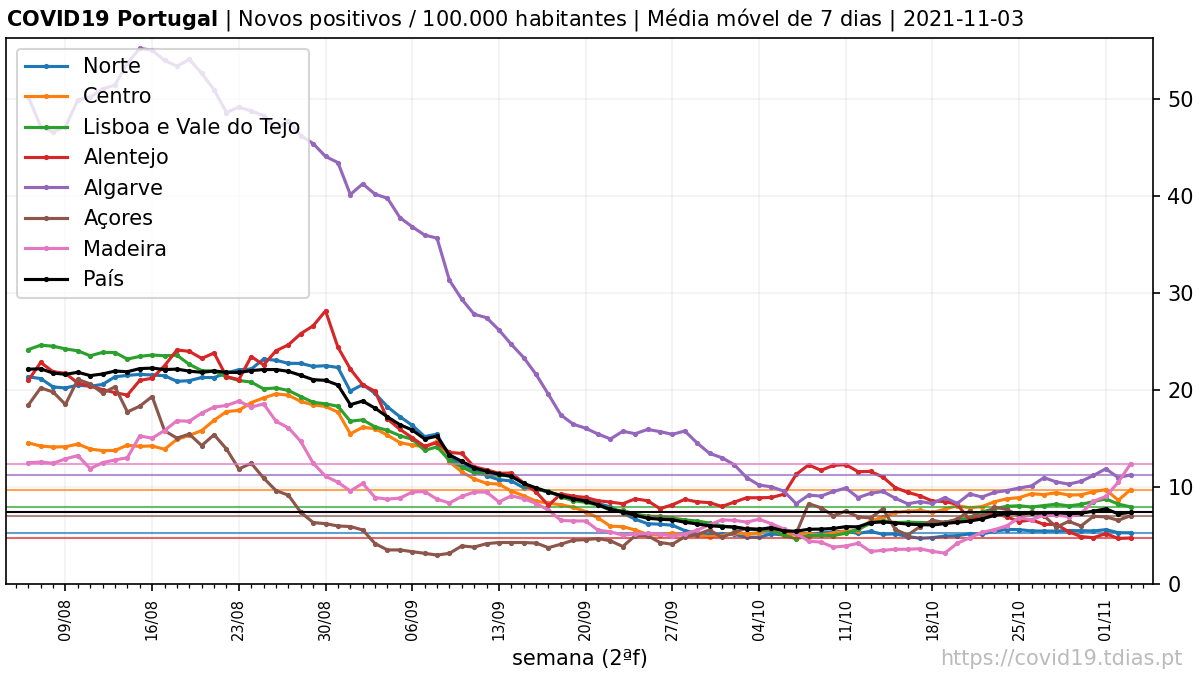 COVID19 Portugal | Novos positivos / 100.000 habitantes | Média móvel de 7 dias | 2021-11-03
Norte
Centro
Lisboa e Vale do Tejo
Alentejo
Algarve
Açores
Madeira
País
50
40
30
20
10
0
09/08
16/08
23/08
30/08
06/09
13/09
20/09
27/09
04/10
11/10
18/10
25/10
01/11
semana (2ªf)
https://covid19.tdias.pt